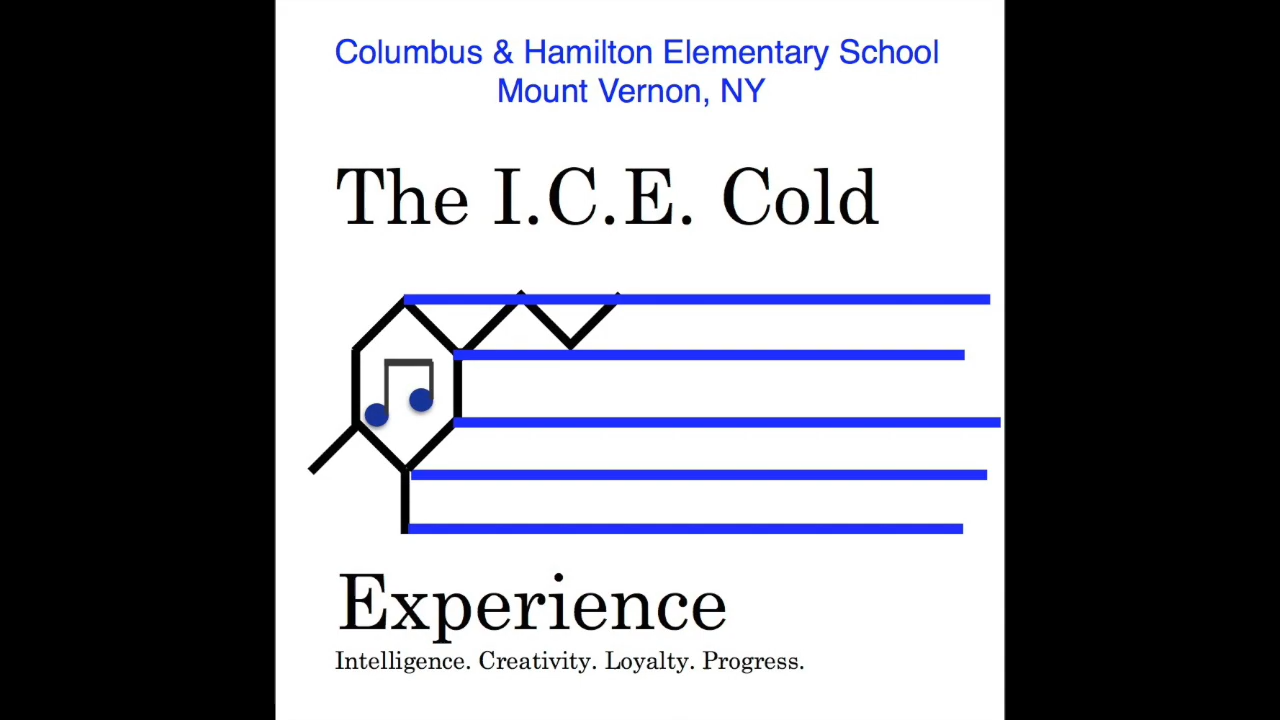 Columbus & Hamilton Elementary School
Mount Vernon, NY
The I.C.E. Cold
Experience
Intelligence. Creativity. Loyalty. Progress.